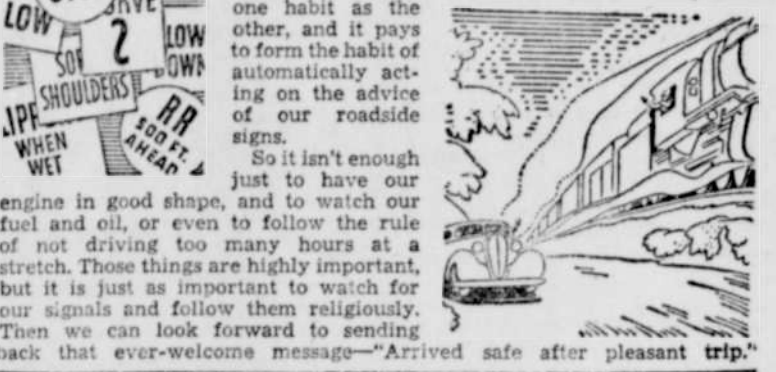 LOW
2
LOW
DOWN
SOF
SHOULDERS
WHEN
WET
RR
500 FT.
AHEAD
one habit as the
other, and it pays
to form the habit of
automatically act-
ing on the advice
of our roadside
signs.
So it isn't enough
just to have our
engine in good shape, and to watch our
fuel and oil, or even to follow the rule
of not driving too many hours at a
stretch. Those things are highly important,
but it is just as important to watch for
our signals and follow them religiously.
Then we can look forward to sending
back that ever-welcome message—"Arrived safe after pleasant trip."